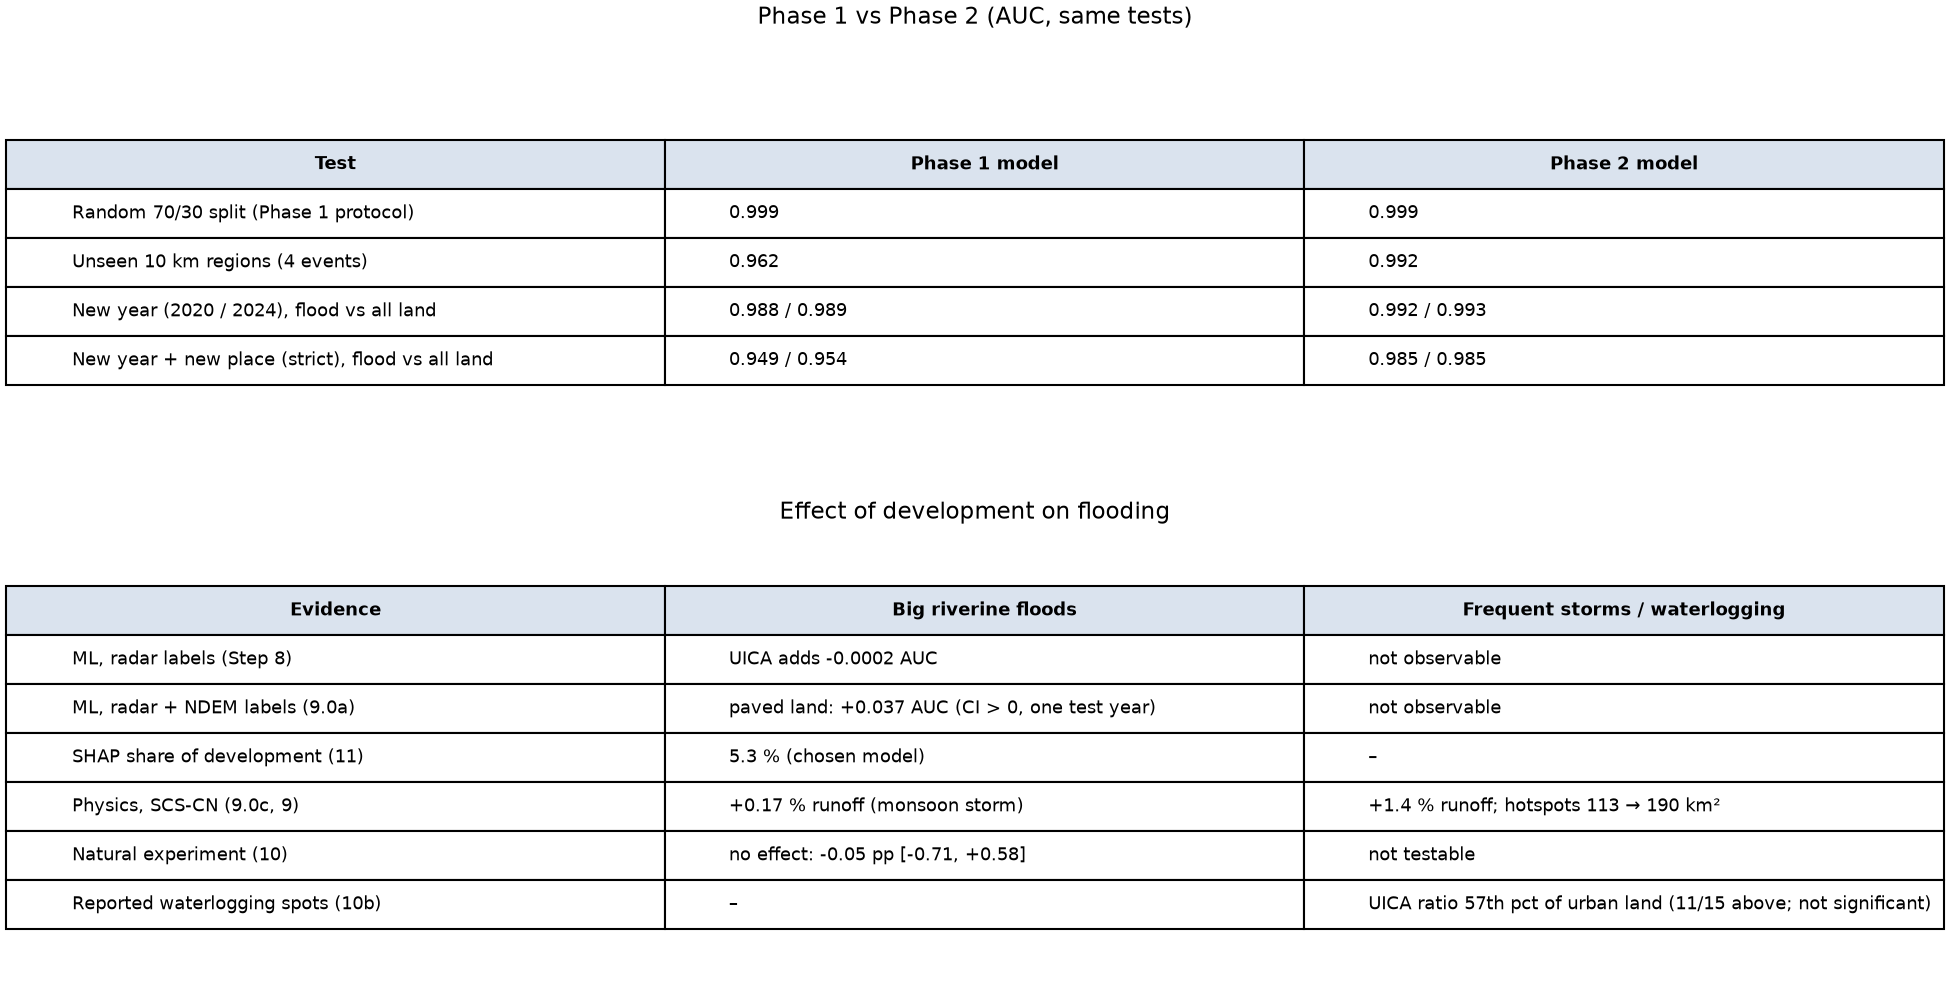 Phase 1 vs Phase 2 (AUC, same tests)
Test Phase 1 model Phase 2 model
Random 70/30 split (Phase 1 protocol) 0.999 0.999
Unseen 10 km regions (4 events) 0.962 0.992
New year (2020 / 2024), flood vs all land 0.988 / 0.989 0.992 / 0.993
New year + new place (strict), flood vs all land 0.949 / 0.954 0.985 / 0.985
Effect of development on flooding
Evidence Big riverine floods Frequent storms / waterlogging
ML, radar labels (Step 8) UICA adds -0.0002 AUC not observable
ML, radar + NDEM labels (9.0a) paved land: +0.037 AUC (CI > 0, one test year) not observable
SHAP share of development (11) 5.3 % (chosen model) –
Physics, SCS-CN (9.0c, 9) +0.17 % runoff (monsoon storm) +1.4 % runoff; hotspots 113 → 190 km²
Natural experiment (10) no effect: -0.05 pp [-0.71, +0.58] not testable
Reported waterlogging spots (10b) – UICA ratio 57th pct of urban land (11/15 above; not significant)